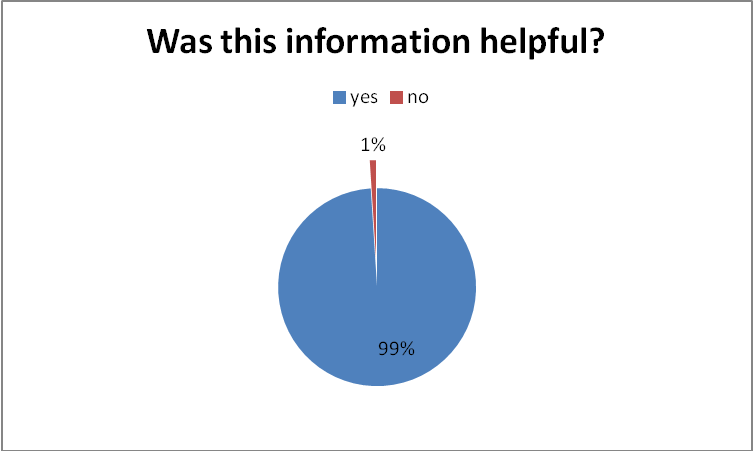 Was this information helpful?
yes no
1%
99%